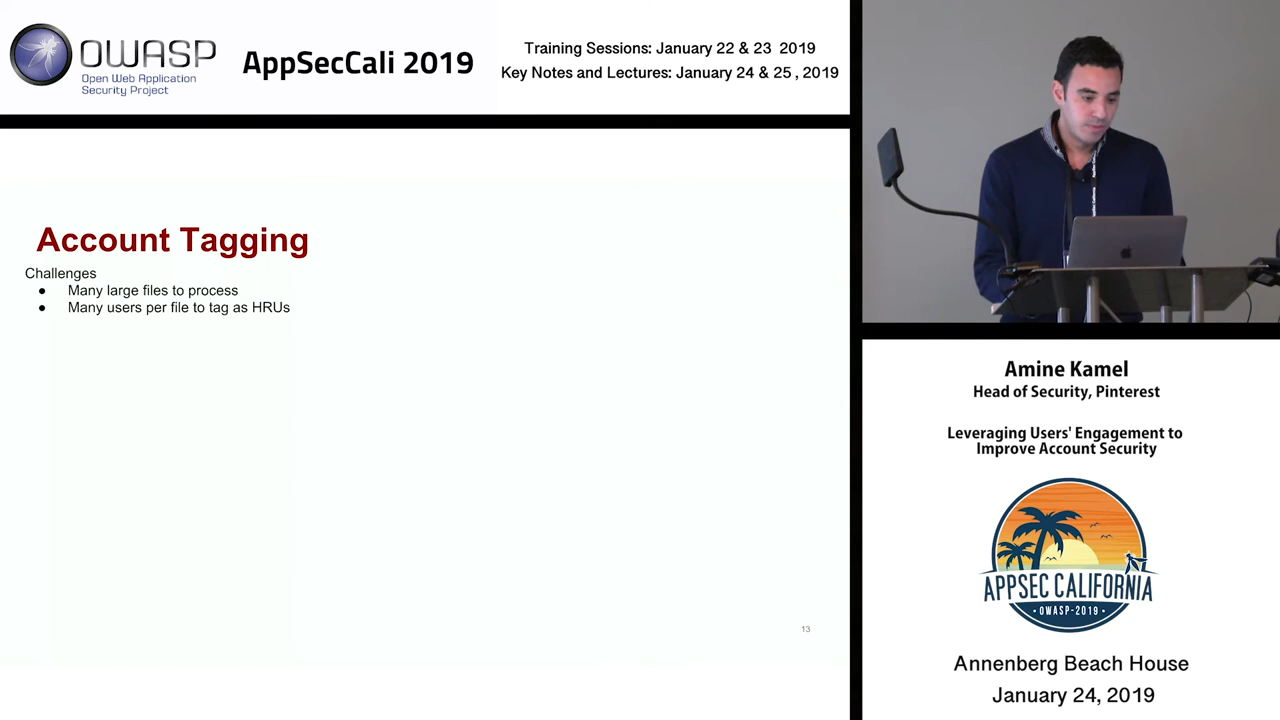 OWASP
Open Web Application
Security Project
AppSecCali 2019
Training Sessions: January 22 & 23 2019
Key Notes and Lectures: January 24 & 25 , 2019
Account Tagging
Challenges
● Many large files to process
● Many users per file to tag as HRUs
13
Amine Kamel
Head of Security, Pinterest
Leveraging Users' Engagement to
Improve Account Security
APPSEC CALIFORNIA
• OWASP-2019 •
Annenberg Beach House
January 24, 2019